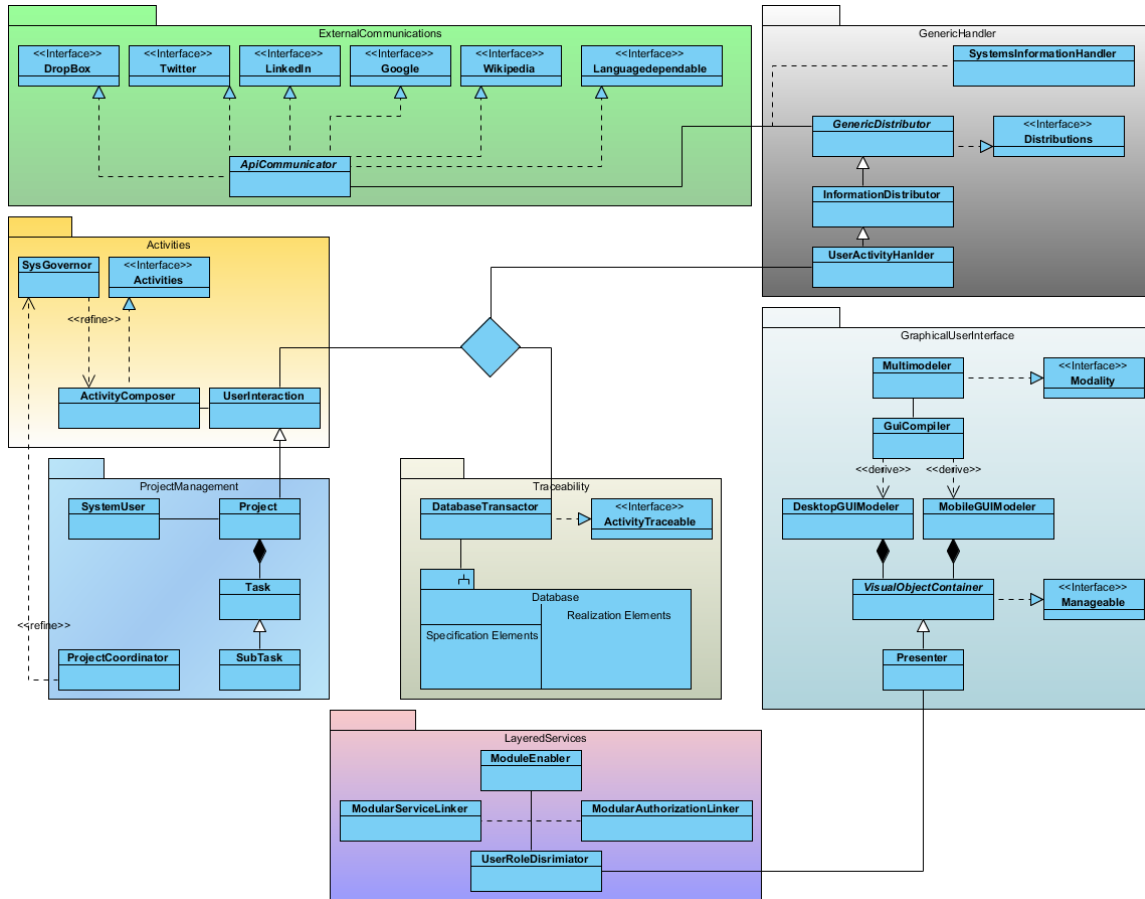 ExternalCommunications
<<Interface>>
DropBox
<<Interface>>
Twitter
<<Interface>>
LinkedIn
<<Interface>>
Google
<<Interface>>
Wikipedia
<<Interface>>
Languagedependable
ApiCommunicator
GenericHandler
SystemsInformationHandler
GenericDistributor
<<Interface>>
Distributions
InformationDistributor
UserActivityHanlder
Activities
SysGovernor
<<Interface>>
Activities
<<refine>>
ActivityComposer
UserInteraction
GraphicalUserInterface
Multimodeler
<<Interface>>
Modality
GuiCompiler
<<derive>>
<<derive>>
DesktopGUIModeler
MobileGUIModeler
VisualObjectContainer
<<Interface>>
Manageable
Presenter
ProjectManagement
SystemUser
Project
Task
<<refine>>
ProjectCoordinator
SubTask
Traceability
DatabaseTransactor
<<Interface>>
ActivityTraceable
Database
Specification Elements
Realization Elements
LayeredServices
ModuleEnabler
ModularServiceLinker
ModularAuthorizationLinker
UserRoleDisrimiator